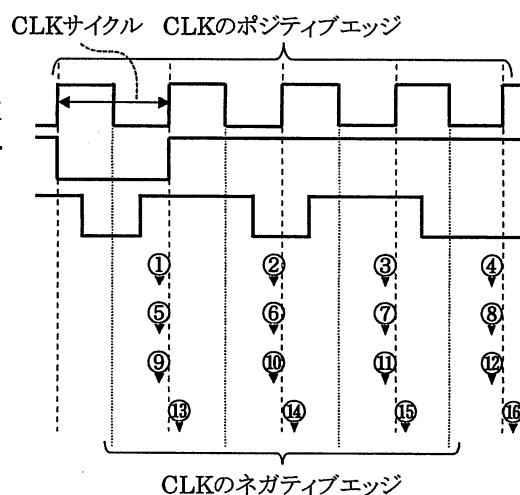 CLKサイクル CLKのポジティブエッジ
① ② ③ ④
⑤ ⑥ ⑦ ⑧
⑨ ⑩ ⑪ ⑫
⑬ ⑭ ⑮ ⑯
CLKのネガティブエッジ